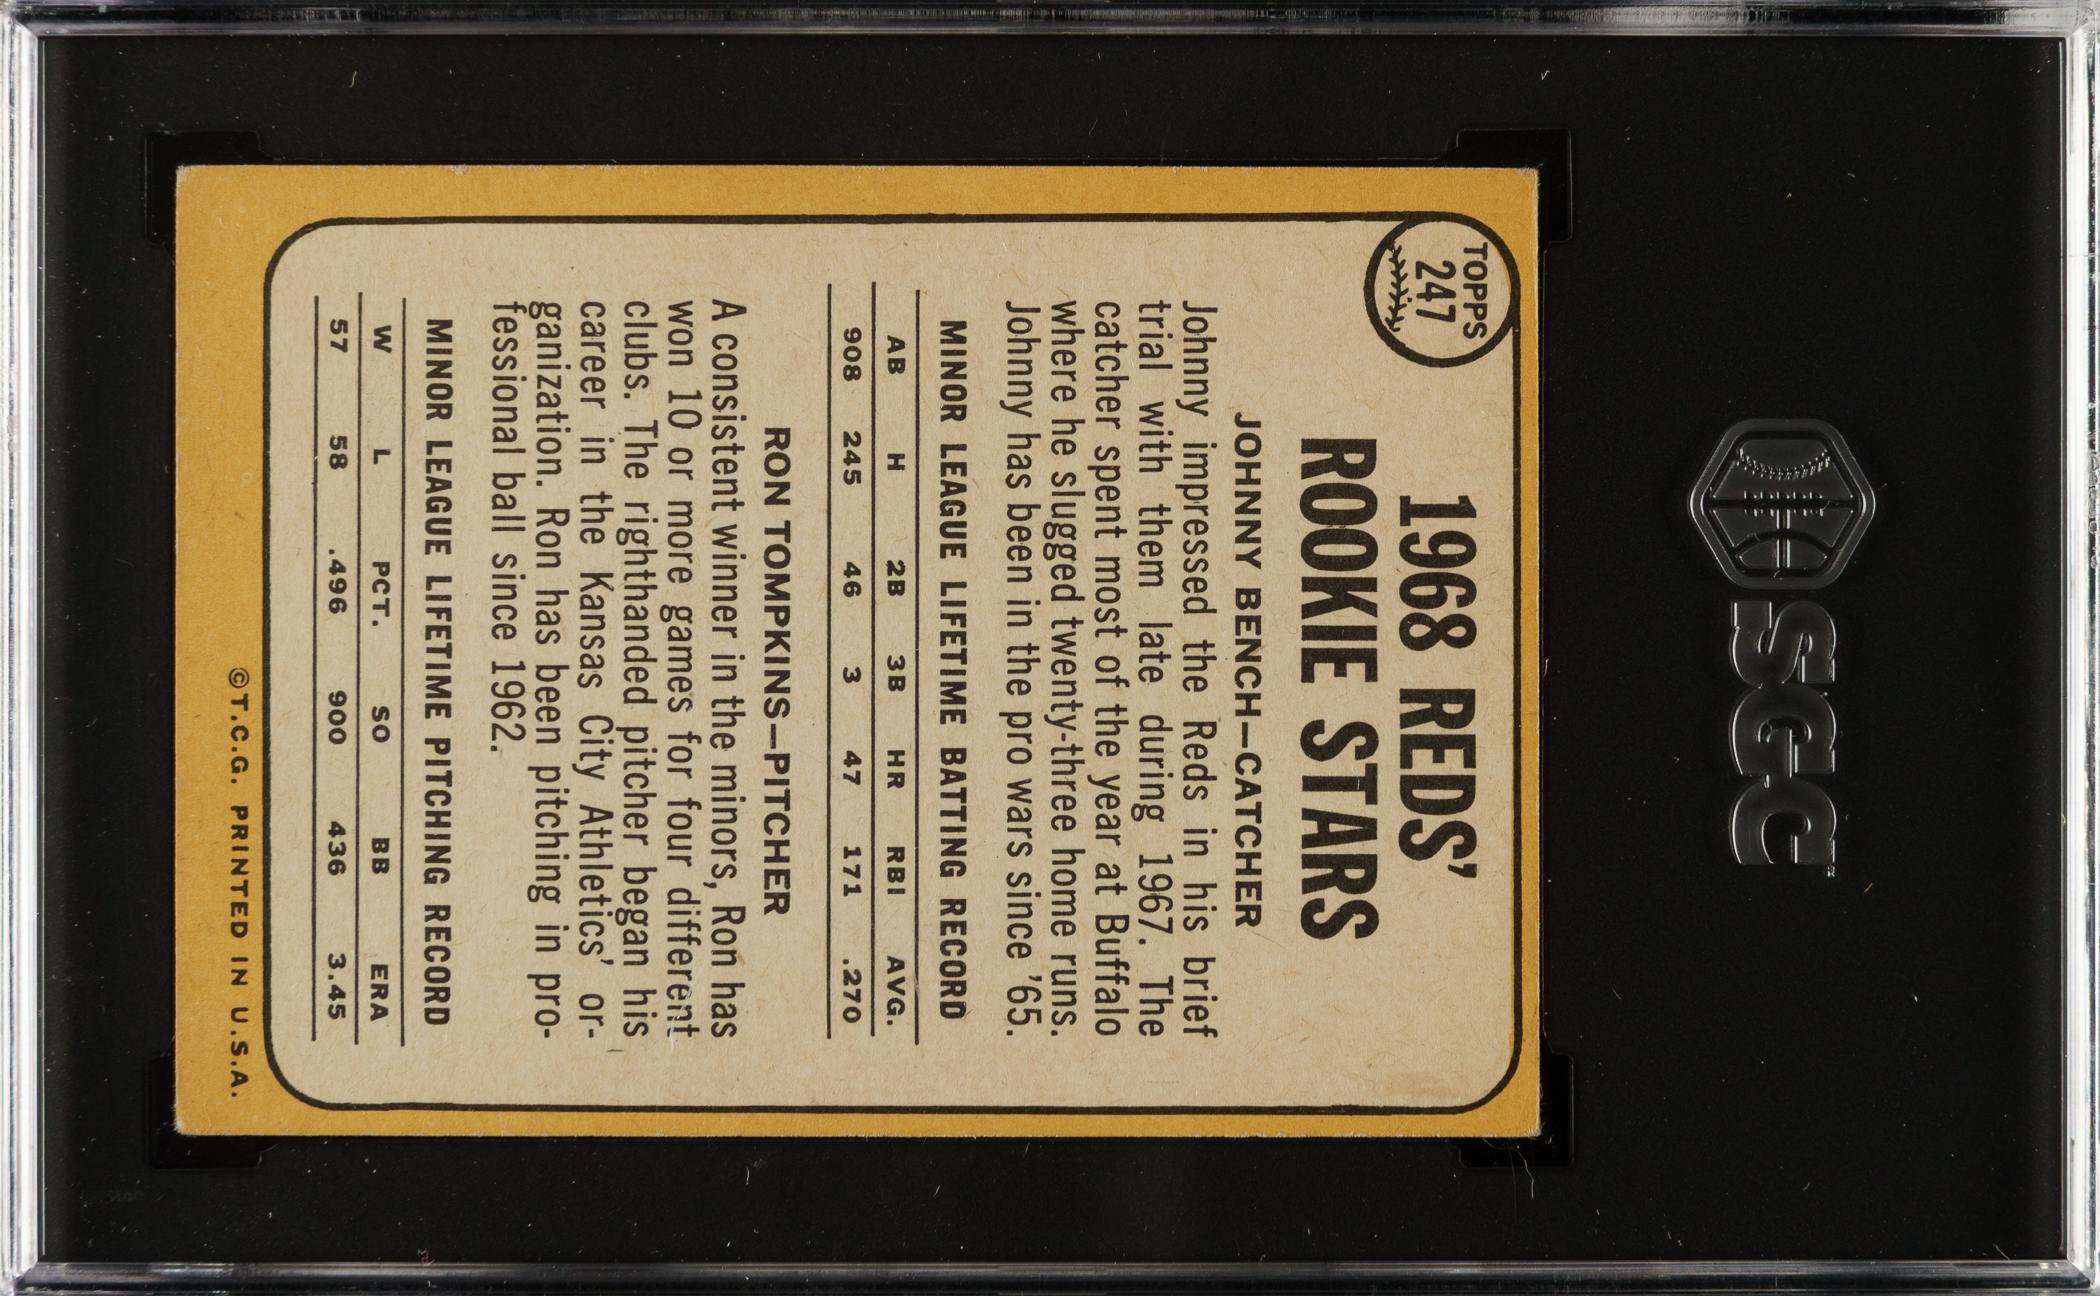 TOPPS
247
1968 REDS'
ROOKIE STARS
JOHNNY BENCH—CATCHER
Johnny impressed the Reds in his brief
trial with them late during 1967. The
catcher spent most of the year at Buffalo
where he slugged twenty-three home runs.
Johnny has been in the pro wars since '65.
MINOR LEAGUE LIFETIME BATTING RECORD
AB H 2B 3B HR RBI AVG.
908 245 46 3 47 171 .270
RON TOMPKINS—PITCHER
A consistent winner in the minors, Ron has
won 10 or more games for four different
clubs. The righthanded pitcher began his
career in the Kansas City Athletics' or-
ganization. Ron has been pitching in pro-
fessional ball since 1962.
MINOR LEAGUE LIFETIME PITCHING RECORD
W L PCT. SO BB ERA
57 58 .496 900 436 3.45
©T.C.G. PRINTED IN U.S.A.
SGC